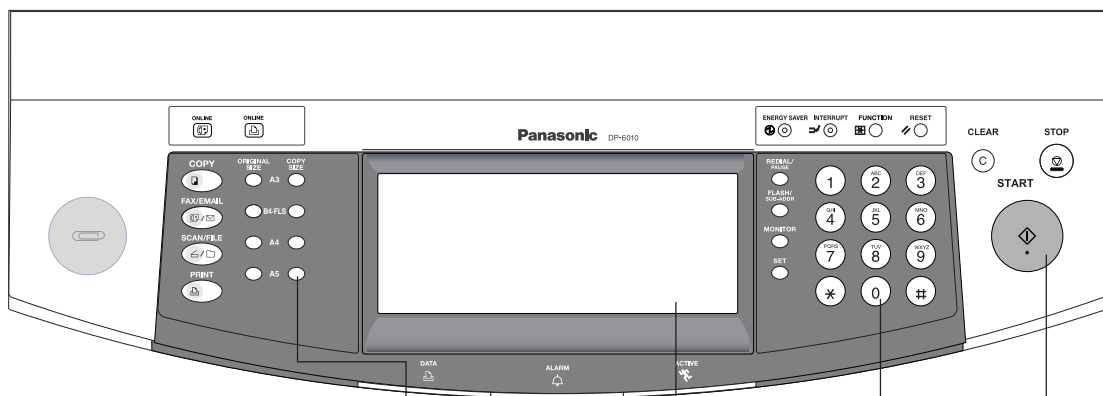 ONLINE ONLINE
Panasonic DP-6010
ENERGY SAVER INTERRUPT FUNCTION RESET
CLEAR STOP
C
START
COPY
FAX/EMAIL
SCAN/FILE
PRINT
ORIGINAL SIZE COPY SIZE
A3
B4·FLS
A4
A5
REDIAL/
PAUSE
FLASH/
SUB-ADDR
MONITOR
SET
1 ABC 2 DEF 3
GHI 4 JKL 5 MNO 6
PQRS 7 TUV 8 WXYZ 9
* 0 #
DATA ALARM ACTIVE